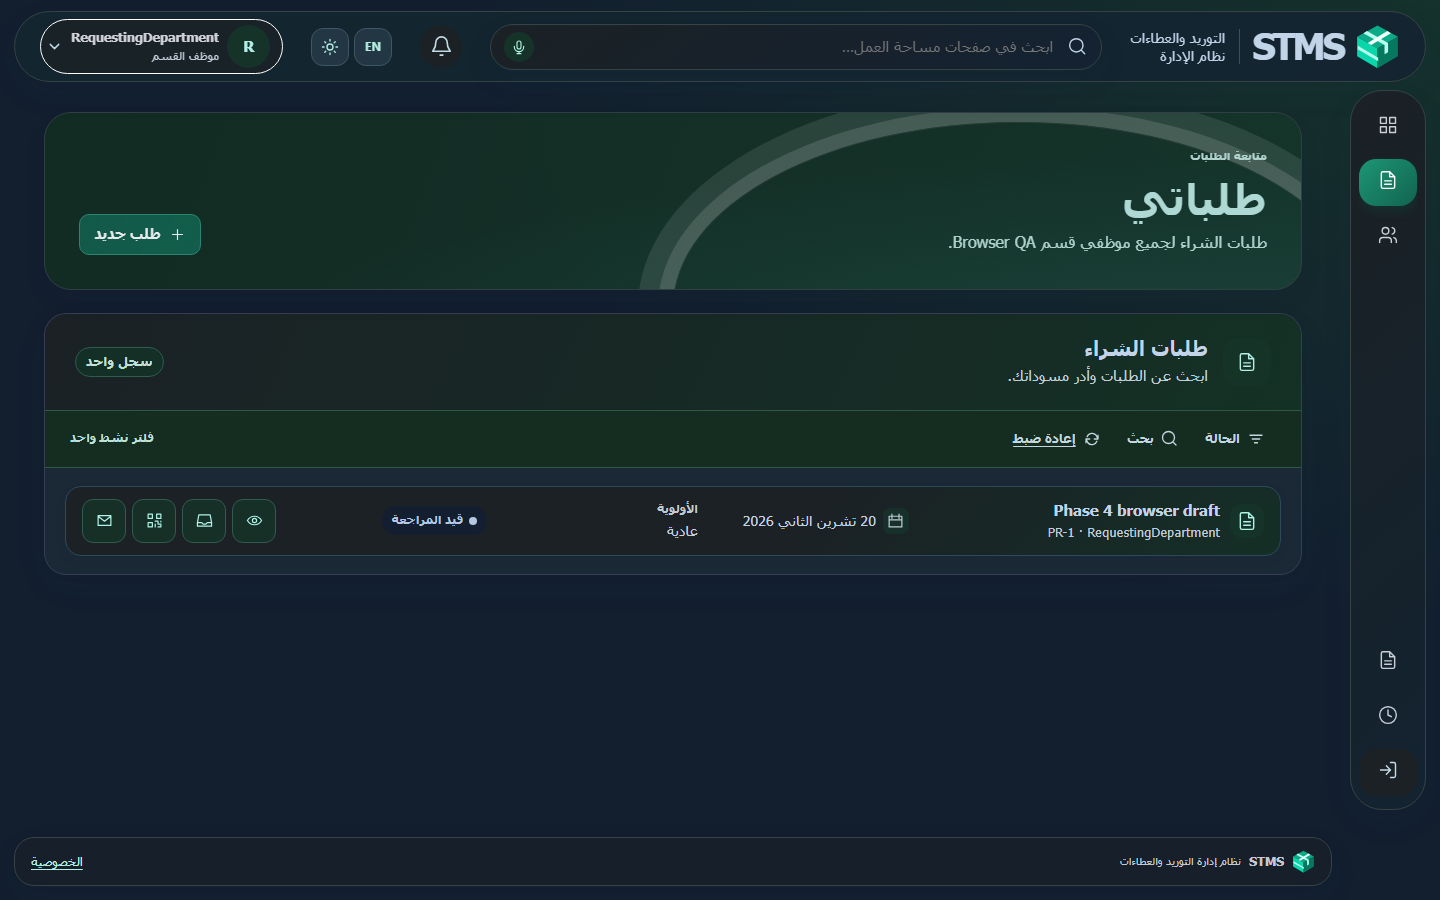 STMS
التوريد والعطاءات
نظام الإدارة
ابحث في صفحات مساحة العمل...
EN
R
RequestingDepartment
موظف القسم
متابعة الطلبات
طلباتي
طلبات الشراء لجميع موظفي قسم Browser QA.
طلب جديد
طلبات الشراء
ابحث عن الطلبات وأدر مسوداتك.
سجل واحد
الحالة
بحث
إعادة ضبط
فلتر نشط واحد
Phase 4 browser draft
PR-1 · RequestingDepartment
20 تشرين الثاني 2026
الأولوية
عادية
قيد المراجعة
STMS نظام إدارة التوريد والعطاءات
الخصوصية